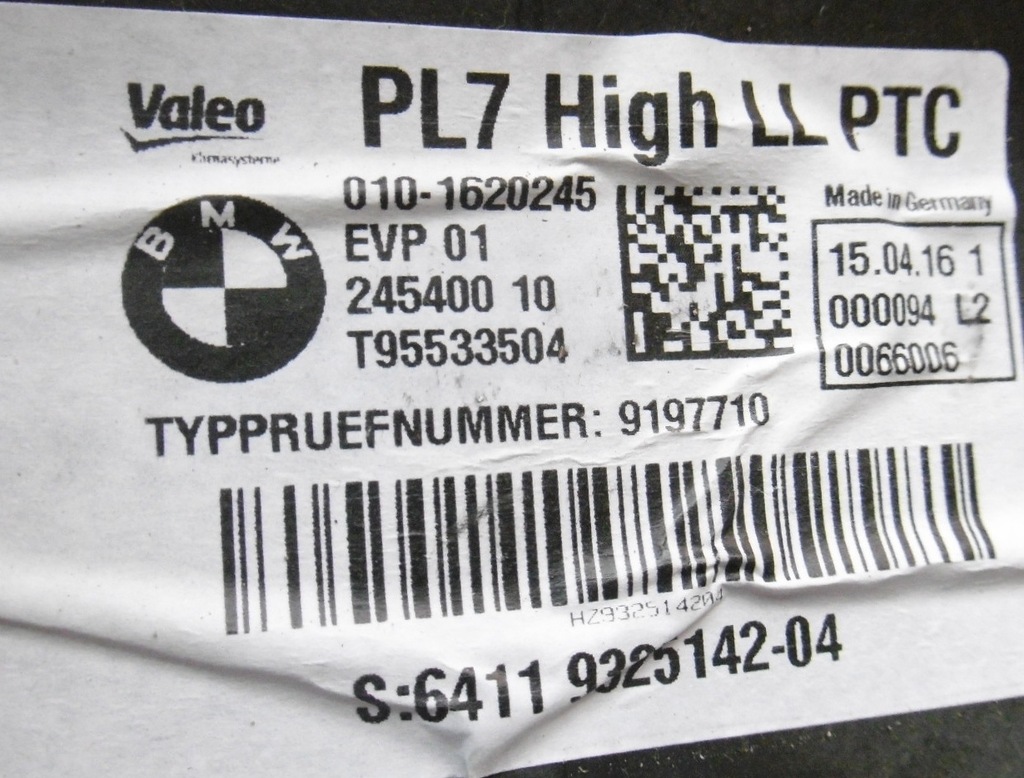 Valeo
Klimasysteme
PL7 High LL PTC
BMW
010-1620245
EVP 01
245400 10
T95533504
Made in Germany
15.04.16 1
000094 L2
0066006
TYPPRUEFNUMMER: 9197710
HZ932514204
S:6411 9325142-04